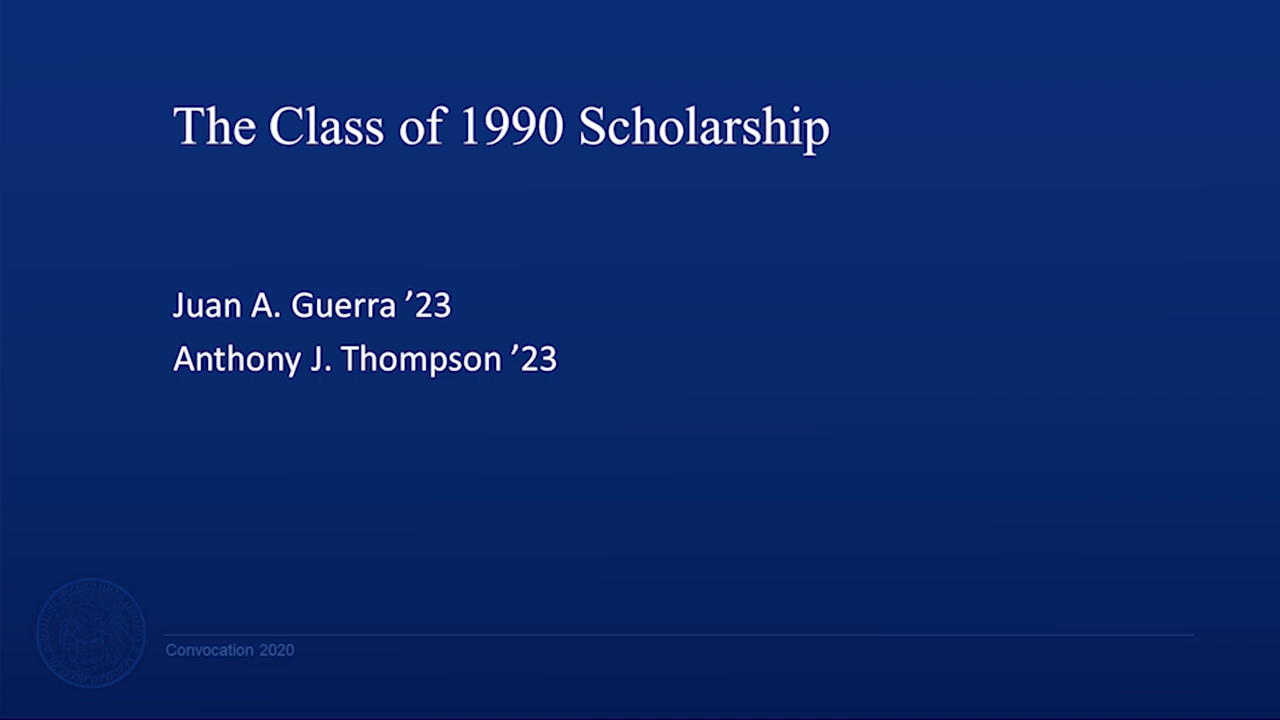 The Class of 1990 Scholarship
Juan A. Guerra ’23
Anthony J. Thompson ’23
Convocation 2020